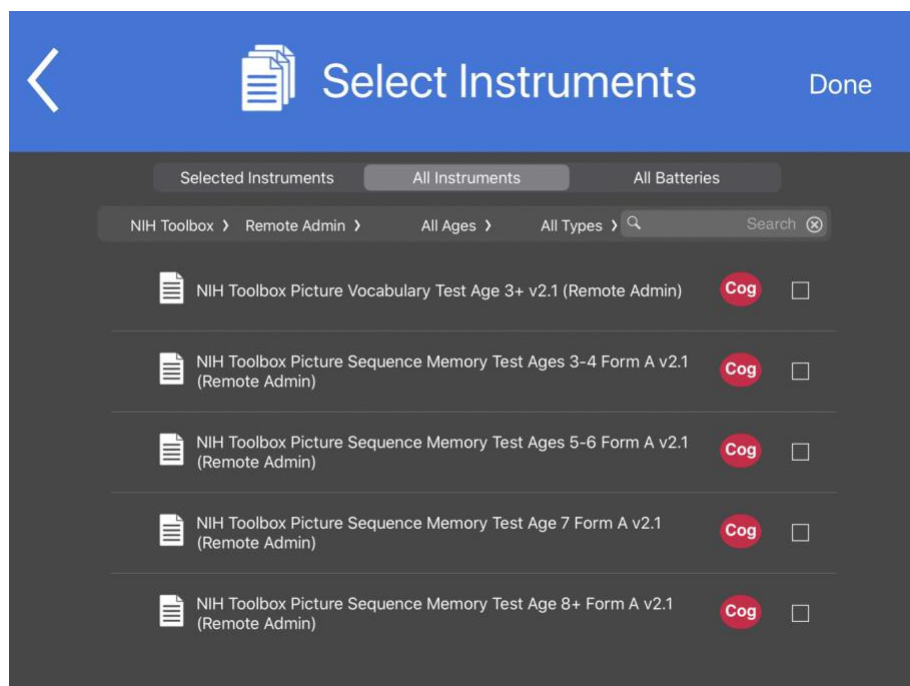 Select Instruments
Done
Selected Instruments
All Instruments
All Batteries
NIH Toolbox ❯ Remote Admin ❯ All Ages ❯ All Types ❯ Search
NIH Toolbox Picture Vocabulary Test Age 3+ v2.1 (Remote Admin)
Cog
NIH Toolbox Picture Sequence Memory Test Ages 3-4 Form A v2.1
(Remote Admin)
Cog
NIH Toolbox Picture Sequence Memory Test Ages 5-6 Form A v2.1
(Remote Admin)
Cog
NIH Toolbox Picture Sequence Memory Test Age 7 Form A v2.1
(Remote Admin)
Cog
NIH Toolbox Picture Sequence Memory Test Age 8+ Form A v2.1
(Remote Admin)
Cog